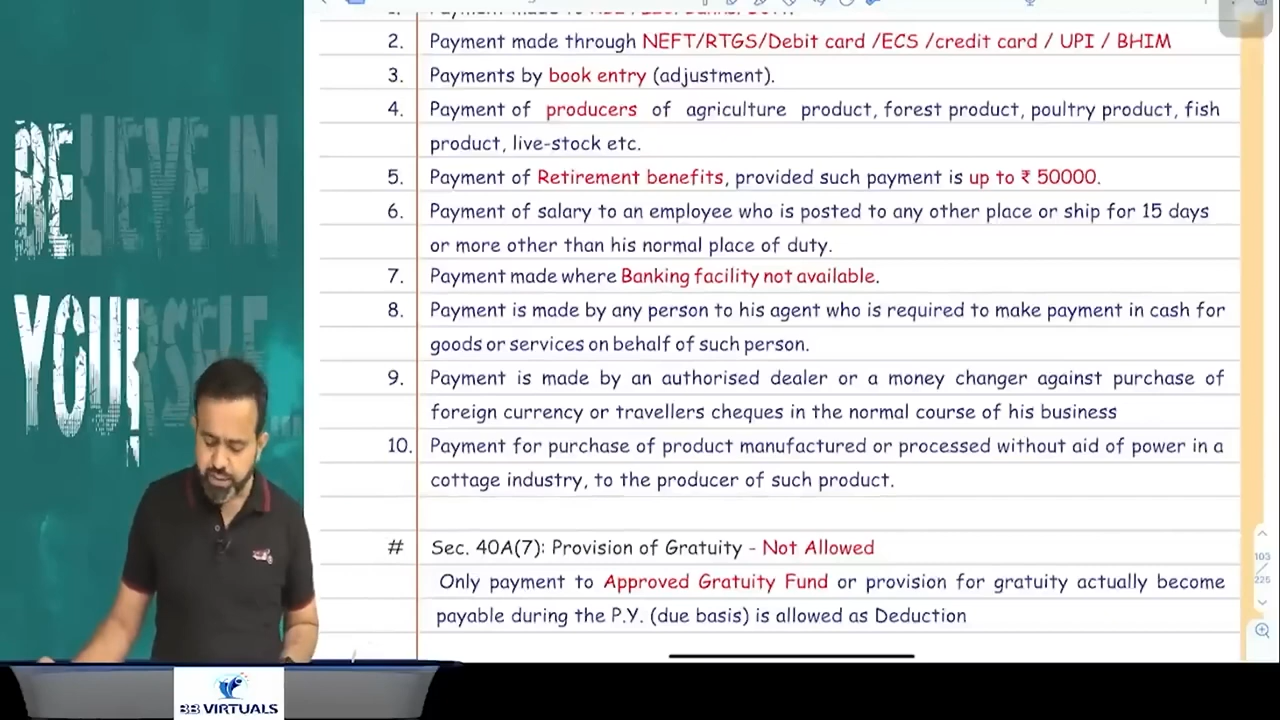 BELIEVE IN
YOURSELF
2. Payment made through NEFT/RTGS/Debit card /ECS /credit card / UPI / BHIM
3. Payments by book entry (adjustment).
4. Payment of producers of agriculture product, forest product, poultry product, fish
product, live-stock etc.
5. Payment of Retirement benefits, provided such payment is up to ₹ 50000.
6. Payment of salary to an employee who is posted to any other place or ship for 15 days
or more other than his normal place of duty.
7. Payment made where Banking facility not available.
8. Payment is made by any person to his agent who is required to make payment in cash for
goods or services on behalf of such person.
9. Payment is made by an authorised dealer or a money changer against purchase of
foreign currency or travellers cheques in the normal course of his business
10. Payment for purchase of product manufactured or processed without aid of power in a
cottage industry, to the producer of such product.
# Sec. 40A(7): Provision of Gratuity - Not Allowed
Only payment to Approved Gratuity Fund or provision for gratuity actually become
payable during the P.Y. (due basis) is allowed as Deduction
103
225
BB VIRTUALS